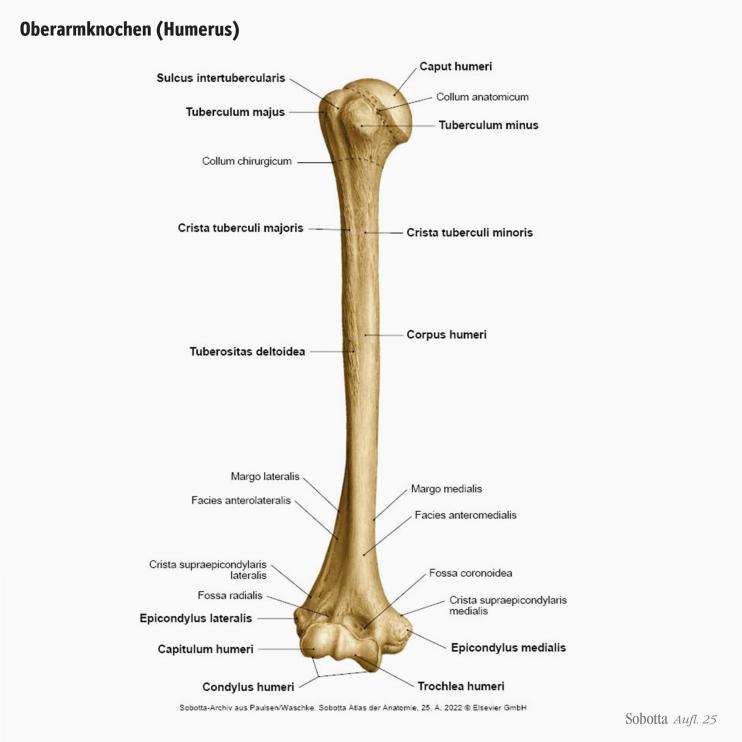 Oberarmknochen (Humerus)
Caput humeri
Sulcus intertubercularis
Collum anatomicum
Tuberculum majus
Tuberculum minus
Collum chirurgicum
Crista tuberculi majoris
Crista tuberculi minoris
Corpus humeri
Tuberositas deltoidea
Margo lateralis
Margo medialis
Facies anterolateralis
Facies anteromedialis
Crista supraepicondylaris
lateralis
Fossa coronoidea
Fossa radialis
Crista supraepicondylaris
medialis
Epicondylus lateralis
Capitulum humeri
Epicondylus medialis
Condylus humeri
Trochlea humeri
Sobotta-Archiv aus Paulsen/Waschke. Sobotta Atlas der Anatomie, 25. A. 2022 © Elsevier GmbH
Sobotta Aufl. 25